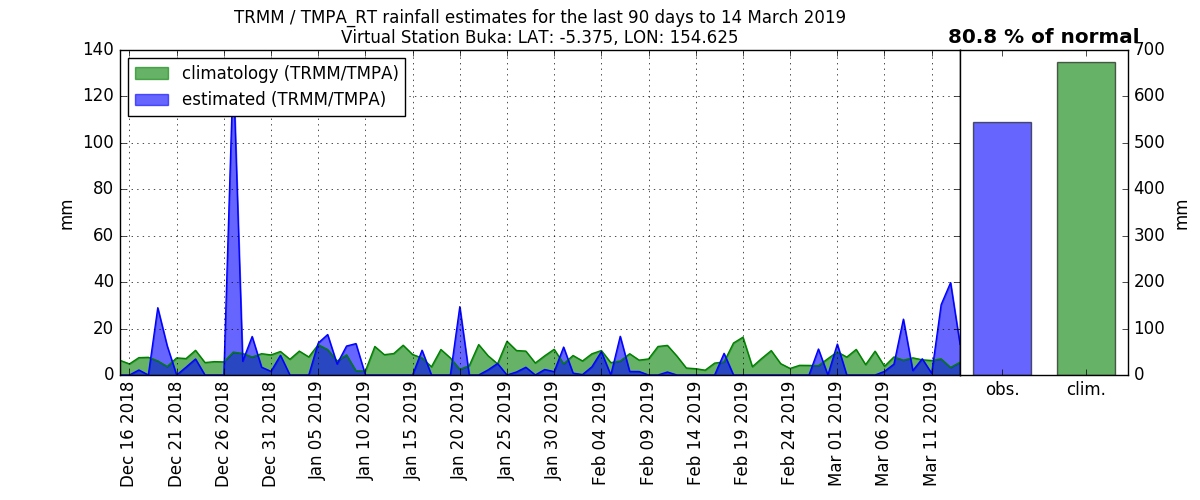 TRMM / TMPA_RT rainfall estimates for the last 90 days to 14 March 2019
Virtual Station Buka: LAT: -5.375, LON: 154.625
80.8 % of normal
climatology (TRMM/TMPA)
estimated (TRMM/TMPA)
140
120
100
80
60
40
20
0
mm
700
600
500
400
300
200
100
0
mm
Dec 16 2018
Dec 21 2018
Dec 26 2018
Dec 31 2018
Jan 05 2019
Jan 10 2019
Jan 15 2019
Jan 20 2019
Jan 25 2019
Jan 30 2019
Feb 04 2019
Feb 09 2019
Feb 14 2019
Feb 19 2019
Feb 24 2019
Mar 01 2019
Mar 06 2019
Mar 11 2019
obs.
clim.